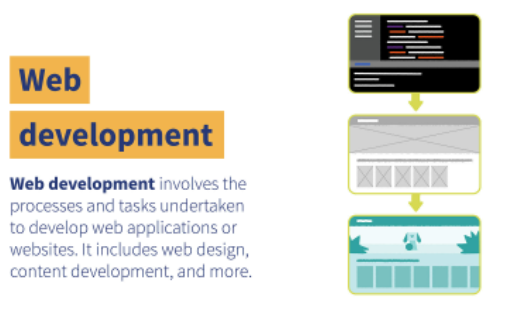 Web
development
Web development involves the
processes and tasks undertaken
to develop web applications or
websites. It includes web design,
content development, and more.